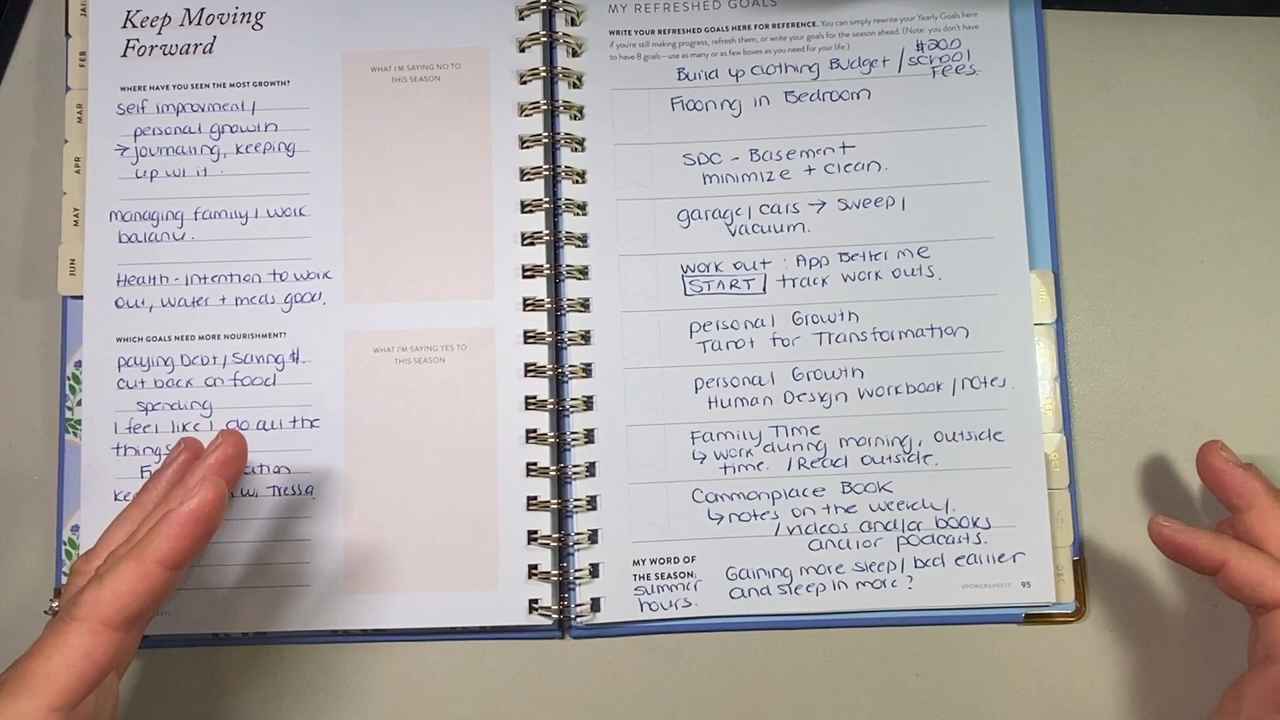 Keep Moving
Forward
WHERE HAVE YOU SEEN THE MOST GROWTH?
self improvment/
personal growth
→ journaling, keeping
up w/ it.
managing family/work
balance.
Health - intention to work
out, water + meds good.
WHICH GOALS NEED MORE NOURISHMENT?
paying Debt/Saving $.
cut back on food
spending
I feel like I do all the
things
w/ Tressa
WHAT I'M SAYING NO TO
THIS SEASON
WHAT I'M SAYING YES TO
THIS SEASON
MY REFRESHED GOALS
WRITE YOUR REFRESHED GOALS HERE FOR REFERENCE. You can simply rewrite your Yearly Goals here
if you're still making progress, refresh them, or write your goals for the season ahead. (Note: you don't have
to have 8 goals—use as many or as few boxes as you need for your life.)
Build up clothing Budget / $200
school
Fees.
Flooring in Bedroom
SDC - Basement
minimize + clean.
garage/cars → sweep/
vacuum.
work out : App Better me
START track work outs.
personal Growth
Tarot for Transformation
personal Growth
Human Design Workbook/notes.
Family Time
↳ work during morning, outside
time. /Read outside.
Commonplace Book
↳ notes on the weekly.
/videos and/or books
and/or podcasts.
MY WORD OF
THE SEASON:
summer
hours.
Gaining more sleep/bed earlier
and sleep in more?
#POWERSHEETS 95
FEB
MAR
APR
MAY
JUN